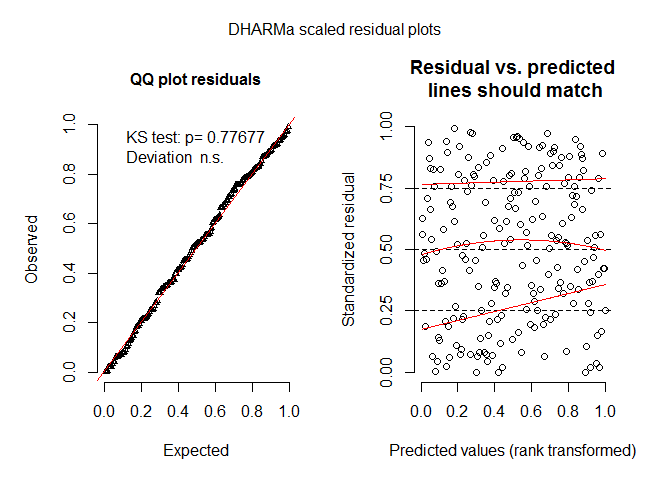 DHARMa scaled residual plots
QQ plot residuals
KS test: p= 0.77677
Deviation n.s.
Observed
0.0 0.2 0.4 0.6 0.8 1.0
0.0 0.2 0.4 0.6 0.8 1.0
Expected
Residual vs. predicted
lines should match
Standardized residual
0.00 0.25 0.50 0.75 1.00
0.0 0.2 0.4 0.6 0.8 1.0
Predicted values (rank transformed)